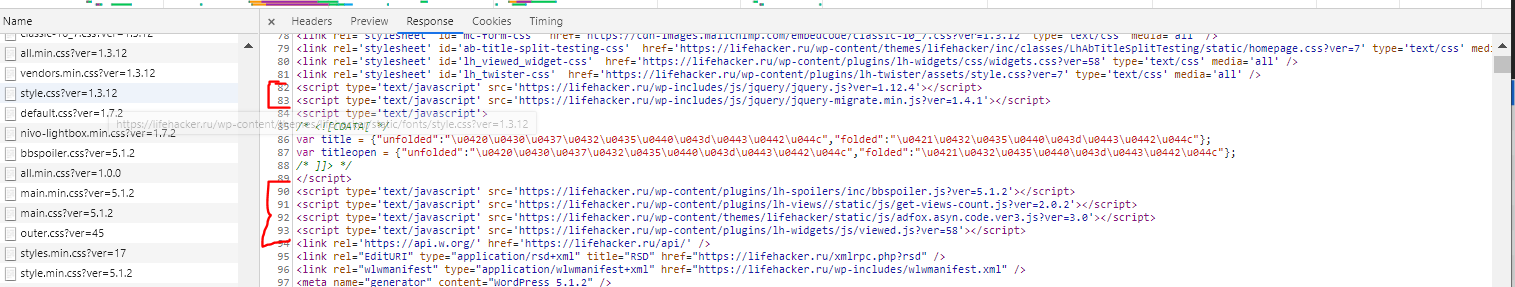 Name
Headers Preview Response Cookies Timing
classic-10_7.css?ver=1.3.12
all.min.css?ver=1.3.12
vendors.min.css?ver=1.3.12
style.css?ver=1.3.12
default.css?ver=1.7.2
nivo-lightbox.min.css?ver=1.7.2
bbspoiler.css?ver=5.1.2
all.min.css?ver=1.0.0
main.min.css?ver=5.1.2
main.css?ver=5.1.2
outer.css?ver=45
styles.min.css?ver=17
style.min.css?ver=5.1.2
78 <link rel='stylesheet' id='mc-form-css' href='https://cdn-images.mailchimp.com/embedcode/classic-10_7.css?ver=1.3.12' type='text/css' media='all' />
79 <link rel='stylesheet' id='ab-title-split-testing-css'  href='https://lifehacker.ru/wp-content/themes/lifehacker/inc/classes/LhAbTitleSplitTesting/static/homepage.css?ver=7' type='text/css' medi
80 <link rel='stylesheet' id='lh_viewed_widget-css'  href='https://lifehacker.ru/wp-content/plugins/lh-widgets/css/widgets.css?ver=58' type='text/css' media='all' />
81 <link rel='stylesheet' id='lh_twister-css'  href='https://lifehacker.ru/wp-content/plugins/lh-twister/assets/style.css?ver=7' type='text/css' media='all' />
82 <script type='text/javascript' src='https://lifehacker.ru/wp-includes/js/jquery/jquery.js?ver=1.12.4'></script>
83 <script type='text/javascript' src='https://lifehacker.ru/wp-includes/js/jquery/jquery-migrate.min.js?ver=1.4.1'></script>
84 <script type='text/javascript'>
85 /* <![CDATA[ */
https://lifehacker.ru/wp-content/themes/lifehacker/static/fonts/style.css?ver=1.3.12
86 var title = {"unfolded":"\u0420\u0430\u0437\u0432\u0435\u0440\u043d\u0443\u0442\u044c","folded":"\u0421\u0432\u0435\u0440\u043d\u0443\u0442\u044c"};
87 var titleopen = {"unfolded":"\u0420\u0430\u0437\u0432\u0435\u0440\u043d\u0443\u0442\u044c","folded":"\u0421\u0432\u0435\u0440\u043d\u0443\u0442\u044c"};
88 /* ]]> */
89 </script>
90 <script type='text/javascript' src='https://lifehacker.ru/wp-content/plugins/lh-spoilers/inc/bbspoiler.js?ver=5.1.2'></script>
91 <script type='text/javascript' src='https://lifehacker.ru/wp-content/plugins/lh-views//static/js/get-views-count.js?ver=2.0.2'></script>
92 <script type='text/javascript' src='https://lifehacker.ru/wp-content/themes/lifehacker/static/js/adfox.asyn.code.ver3.js?ver=3.0'></script>
93 <script type='text/javascript' src='https://lifehacker.ru/wp-content/plugins/lh-widgets/js/viewed.js?ver=58'></script>
94 <link rel='https://api.w.org/' href='https://lifehacker.ru/api/' />
95 <link rel="EditURI" type="application/rsd+xml" title="RSD" href="https://lifehacker.ru/xmlrpc.php?rsd" />
96 <link rel="wlwmanifest" type="application/wlwmanifest+xml" href="https://lifehacker.ru/wp-includes/wlwmanifest.xml" />
97 <meta name="generator" content="WordPress 5.1.2" />